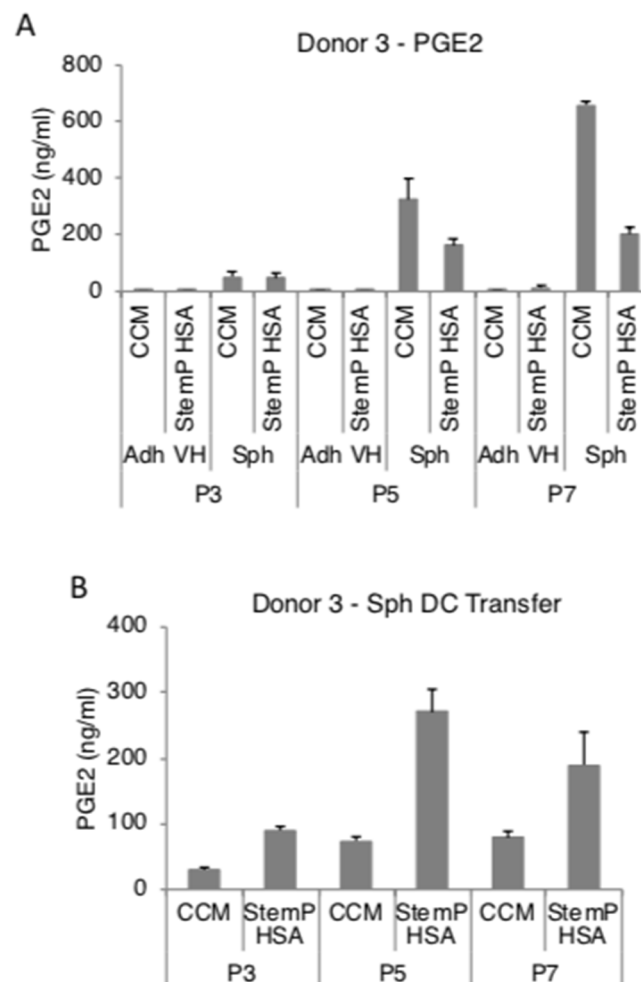 A
Donor 3 - PGE2
PGE2 (ng/ml)
800
600
400
200
0
CCM
StemP HSA
CCM
StemP HSA
CCM
StemP HSA
CCM
StemP HSA
CCM
StemP HSA
CCM
StemP HSA
Adh VH Sph Adh VH Sph Adh VH Sph
P3 P5 P7
B
Donor 3 - Sph DC Transfer
PGE2 (ng/ml)
400
300
200
100
0
CCM StemP CCM StemP CCM StemP
HSA HSA HSA
P3 P5 P7